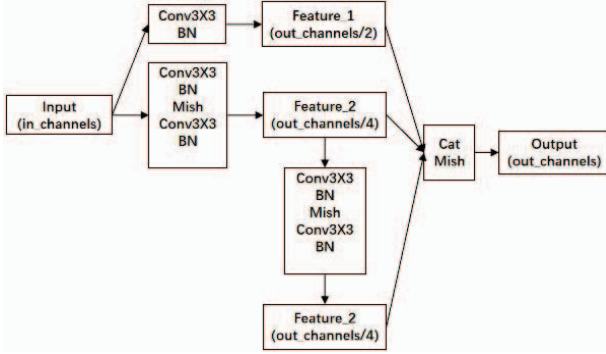 Conv3X3
BN
Feature_1
(out_channels/2)
Input
(in_channels)
Conv3X3
BN
Mish
Conv3X3
BN
Feature_2
(out_channels/4)
Cat
Mish
Output
(out_channels)
Conv3X3
BN
Mish
Conv3X3
BN
Feature_2
(out_channels/4)